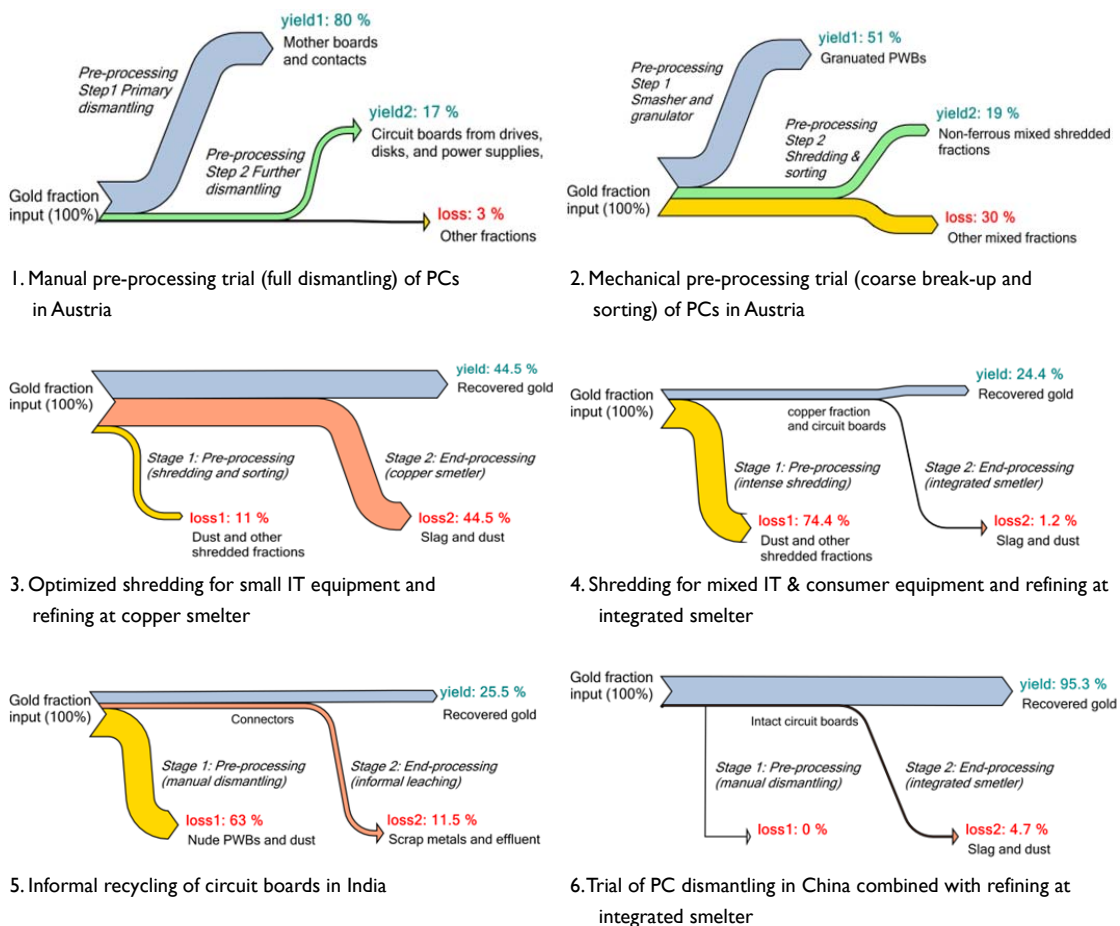 yield1: 80 %
Mother boards
and contacts
Pre-processing
Step1 Primary
dismantling
yield2: 17 %
Circuit boards from drives,
disks, and power supplies,
Pre-processing
Step 2 Further
dismantling
Gold fraction
input (100%)
loss: 3 %
Other fractions
1. Manual pre-processing trial (full dismantling) of PCs
in Austria
yield1: 51 %
Granuated PWBs
Pre-processing
Step 1
Smasher and
granulator
yield2: 19 %
Non-ferrous mixed shredded
fractions
Pre-processing
Step 2
Shredding &
sorting
Gold fraction
input (100%)
loss: 30 %
Other mixed fractions
2. Mechanical pre-processing trial (coarse break-up and
sorting) of PCs in Austria
yield: 44.5 %
Recovered gold
Gold fraction
input (100%)
Stage 1: Pre-processing
(shredding and sorting)
Stage 2: End-processing
(copper smetler)
loss1: 11 %
Dust and other
shredded fractions
loss2: 44.5 %
Slag and dust
3. Optimized shredding for small IT equipment and
refining at copper smelter
yield: 24.4 %
Recovered gold
Gold fraction
input (100%)
copper fraction
and circuit boards
Stage 1: Pre-processing
(intense shredding)
Stage 2: End-processing
(integrated smetler)
loss1: 74.4 %
Dust and other
shredded fractions
loss2: 1.2 %
Slag and dust
4. Shredding for mixed IT & consumer equipment and refining at
integrated smelter
yield: 25.5 %
Recovered gold
Gold fraction
input (100%)
Connectors
Stage 1: Pre-processing
(manual dismantling)
Stage 2: End-processing
(informal leaching)
loss1: 63 %
Nude PWBs and dust
loss2: 11.5 %
Scrap metals and effluent
5. Informal recycling of circuit boards in India
yield: 95.3 %
Recovered gold
Gold fraction
input (100%)
Intact circuit boards
Stage 1: Pre-processing
(manual dismantling)
Stage 2: End-processing
(integrated smetler)
loss1: 0 %
loss2: 4.7 %
Slag and dust
6. Trial of PC dismantling in China combined with refining at
integrated smelter